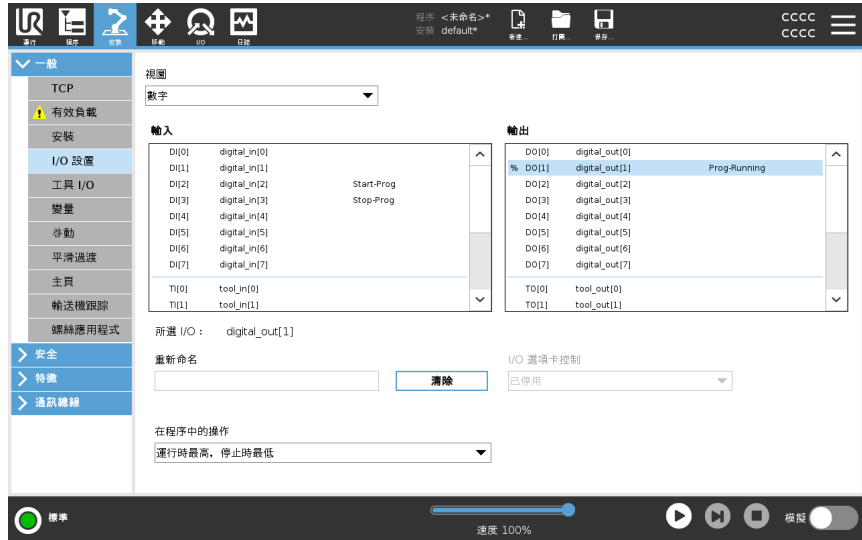 UR
運行
程序
安裝
移動
I/O
日誌
程序 <未命名>*
安裝 default*
新建...
打開...
保存...
CCCC
CCCC
一般
TCP
有效負載
安裝
I/O 設置
工具 I/O
變量
啓動
平滑過渡
主頁
輸送機跟踪
螺絲應用程式
安全
特徵
通訊總線
視圖
數字
輸入
DI[0] digital_in[0]
DI[1] digital_in[1]
DI[2] digital_in[2] Start-Prog
DI[3] digital_in[3] Stop-Prog
DI[4] digital_in[4]
DI[5] digital_in[5]
DI[6] digital_in[6]
DI[7] digital_in[7]
TI[0] tool_in[0]
TI[1] tool_in[1]
輸出
DO[0] digital_out[0]
% DO[1] digital_out[1] Prog-Running
DO[2] digital_out[2]
DO[3] digital_out[3]
DO[4] digital_out[4]
DO[5] digital_out[5]
DO[6] digital_out[6]
DO[7] digital_out[7]
TO[0] tool_out[0]
TO[1] tool_out[1]
所選 I/O： digital_out[1]
重新命名
清除
I/O 選項卡控制
已停用
在程序中的操作
運行時最高，停止時最低
標準
速度 100%
模擬